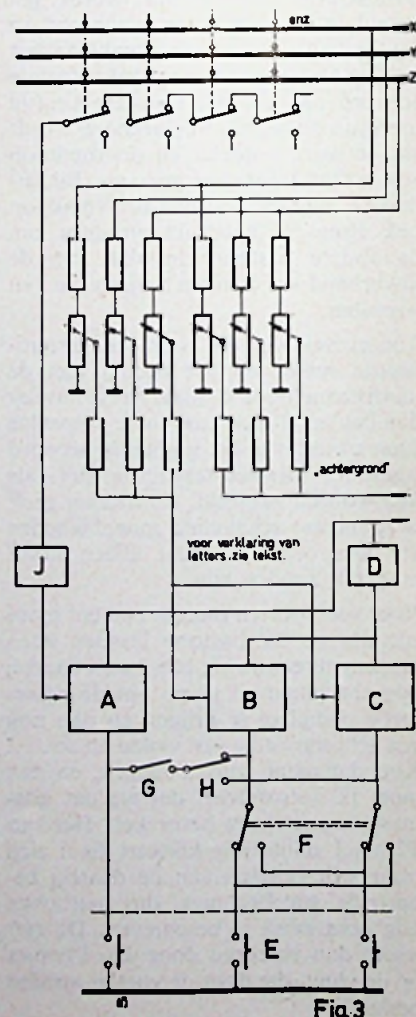 enz
X
Y
Z
„achtergrond"
voor verklaring van
letters, zie tekst.
J
D
A
B
C
G
H
F
E
Fig.3